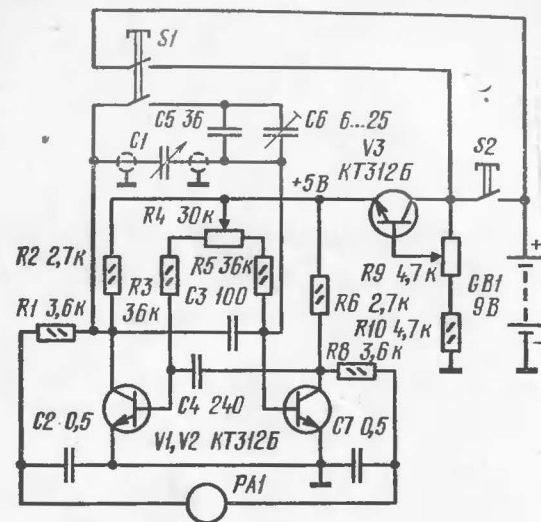 S1
C5 36
C6 6...25
C1
S2
V3
КТ312Б
+5В
R4 30к
R2 2,7к
R3 36к
R5 36к
C3 100
R1 3,6к
R6 2,7к
R9 4,7к
GB1 9В
+
−
R10 4,7к
R8 3,6к
C4 240
C2 0,5
V1, V2 КТ312Б
C7 0,5
PA1